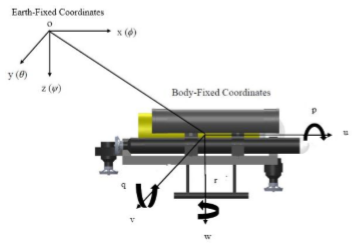 Earth-Fixed Coordinates
o
x (ϕ)
y (θ)
z (ψ)
Body-Fixed Coordinates
p
u
q
r
v
w